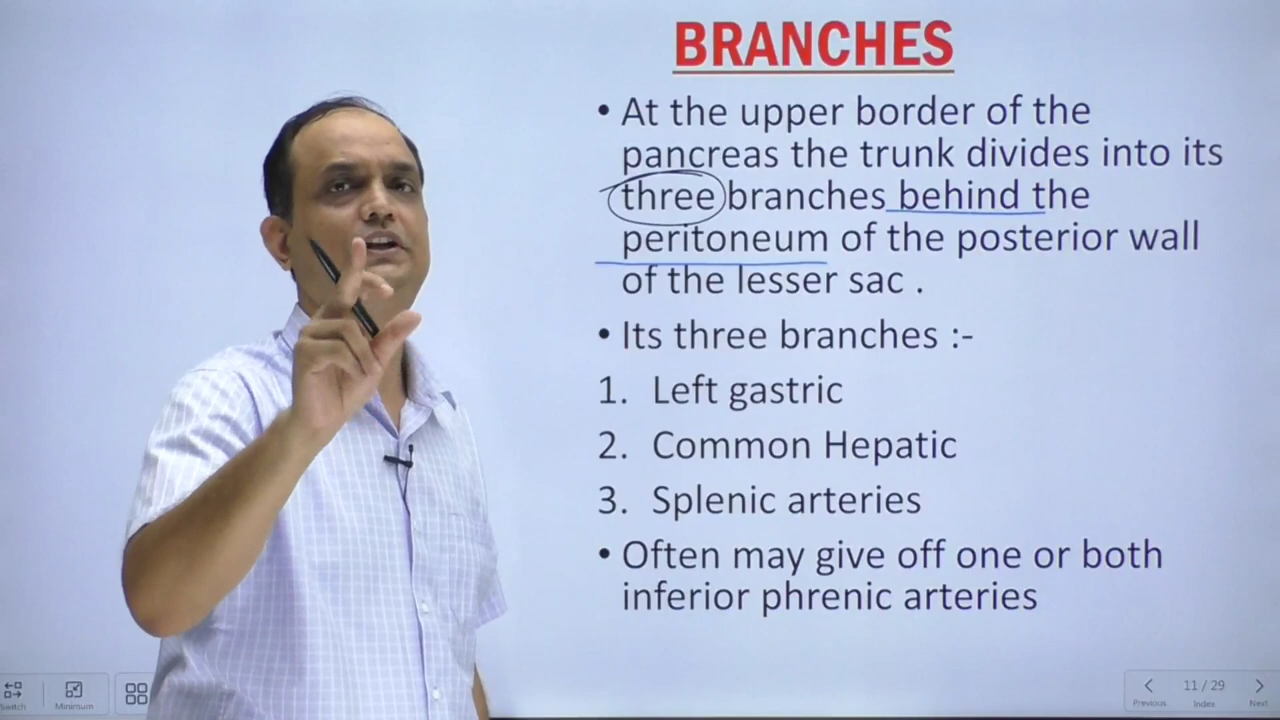 BRANCHES
• At the upper border of the
pancreas the trunk divides into its
three branches behind the
peritoneum of the posterior wall
of the lesser sac .
• Its three branches :-
1. Left gastric
2. Common Hepatic
3. Splenic arteries
• Often may give off one or both
inferior phrenic arteries
Switch
Minimum
11 / 29
Previous
Index
Next